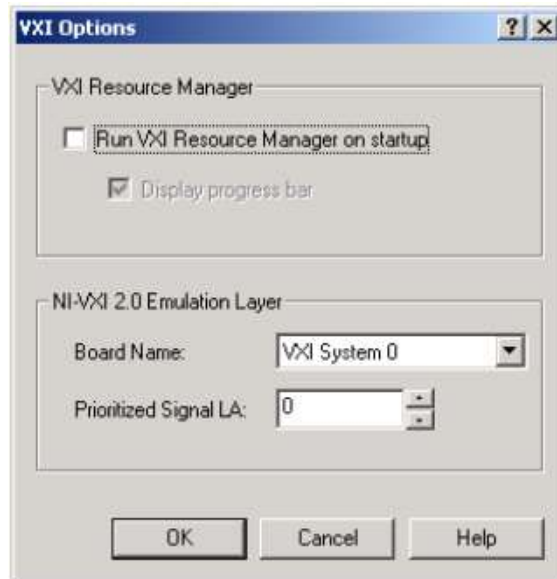 VXI Options
VXI Resource Manager
Run VXI Resource Manager on startup
Display progress bar
NI-VXI 2.0 Emulation Layer
Board Name: VXI System 0
Prioritized Signal LA: 0
OK Cancel Help